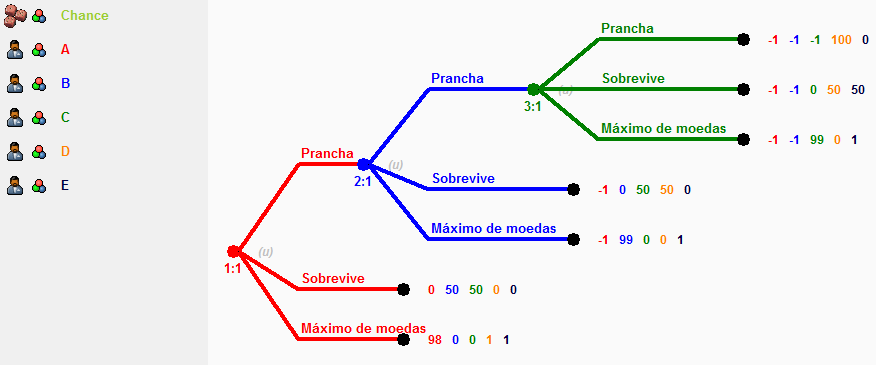 Chance
A
B
C
D
E
Prancha
-1 -1 -1 100 0
Prancha
Sobrevive
(u)
-1 -1 0 50 50
3:1
Máximo de moedas
-1 -1 99 0 1
Prancha
(u)
2:1
Sobrevive
-1 0 50 50 0
Máximo de moedas
-1 99 0 0 1
(u)
1:1
Sobrevive
0 50 50 0 0
Máximo de moedas
98 0 0 1 1